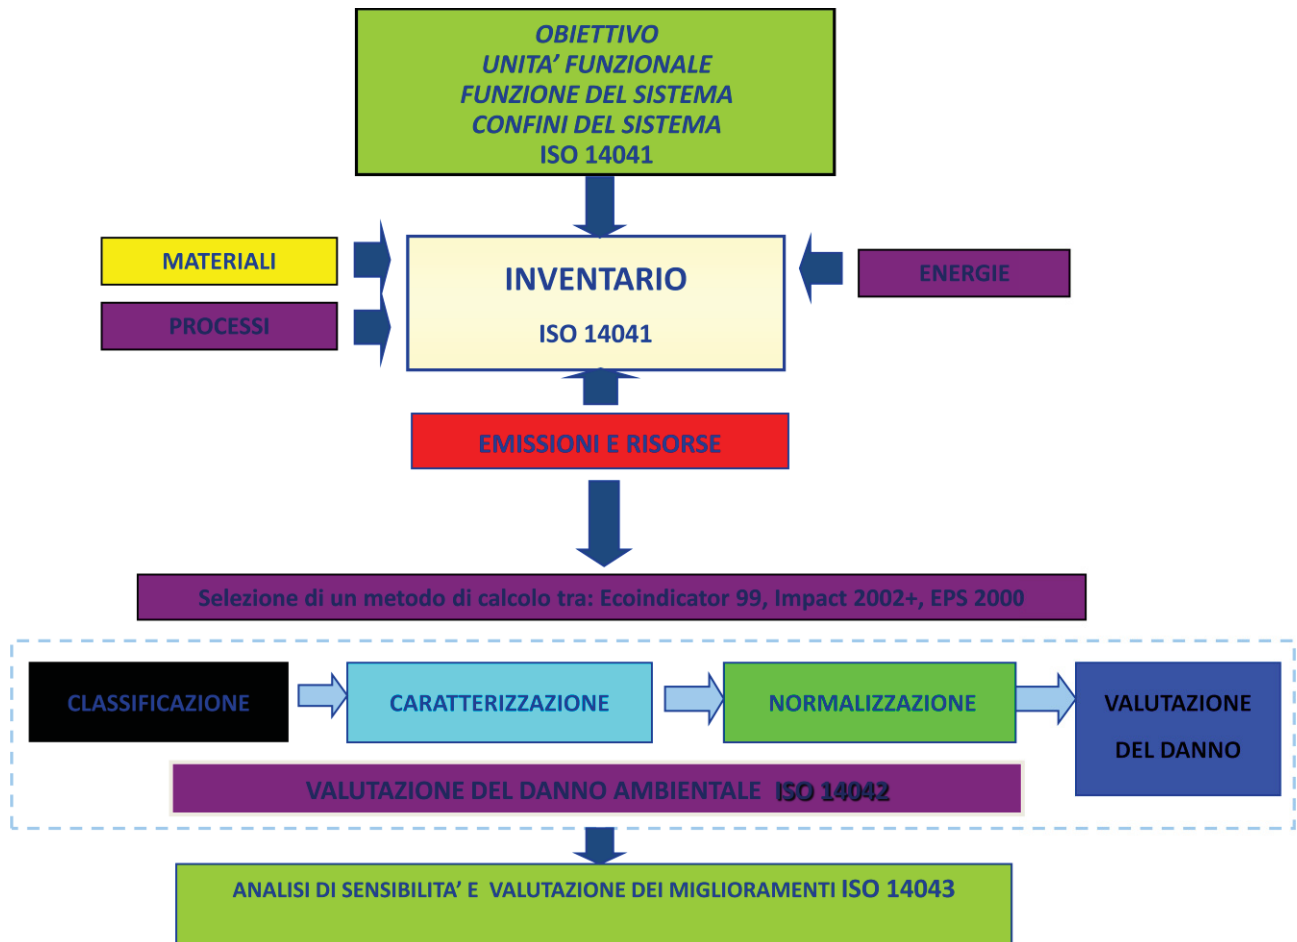 OBIETTIVO
UNITA’ FUNZIONALE
FUNZIONE DEL SISTEMA
CONFINI DEL SISTEMA
ISO 14041
MATERIALI
PROCESSI
INVENTARIO
ISO 14041
ENERGIE
EMISSIONI E RISORSE
Selezione di un metodo di calcolo tra: Ecoindicator 99, Impact 2002+, EPS 2000
CLASSIFICAZIONE
CARATTERIZZAZIONE
NORMALIZZAZIONE
VALUTAZIONE
DEL DANNO
VALUTAZIONE DEL DANNO AMBIENTALE ISO 14042
ANALISI DI SENSIBILITA’ E VALUTAZIONE DEI MIGLIORAMENTI ISO 14043